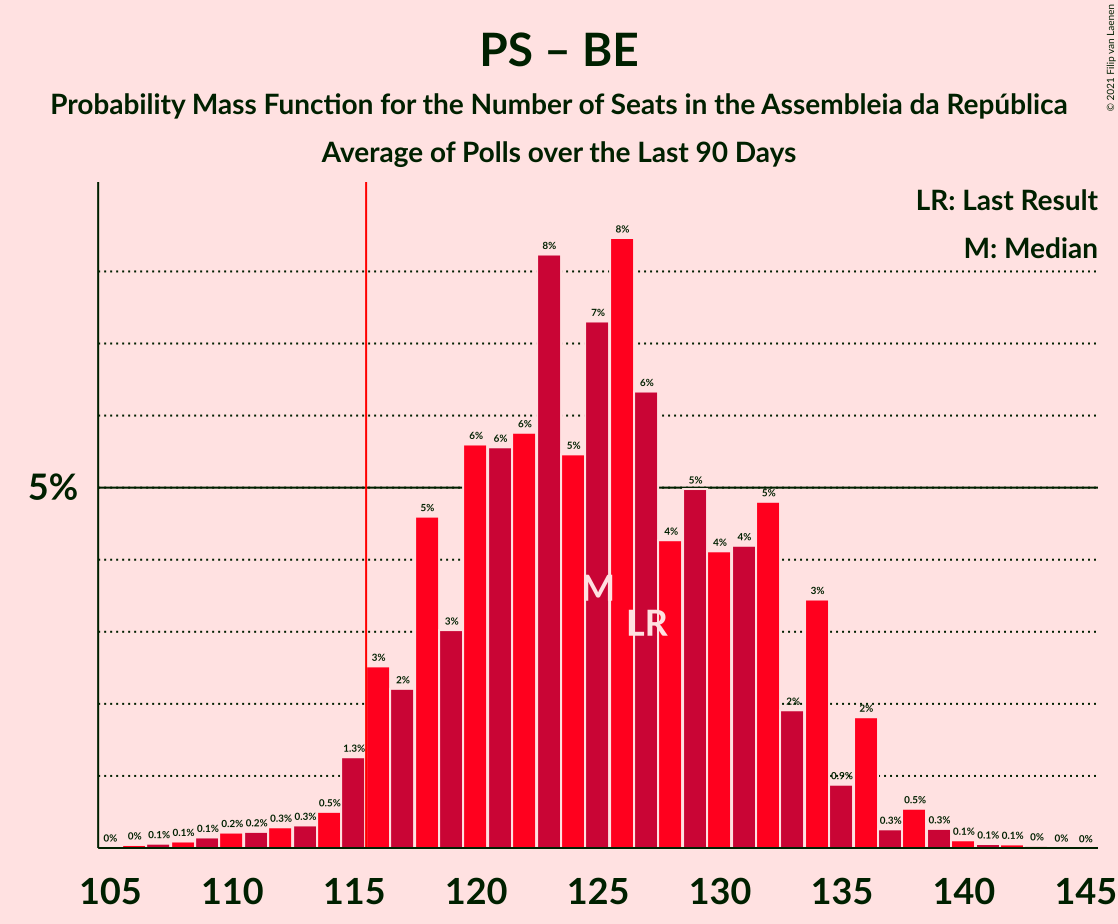 PS – BE
Probability Mass Function for the Number of Seats in the Assembleia da República
Average of Polls over the Last 90 Days
© 2021 Filip van Laenen
LR: Last Result
M: Median
5%
0% 0% 0.1% 0.1% 0.1% 0.2% 0.2% 0.3% 0.3% 0.5% 1.3% 3% 2% 5% 3% 6% 6% 6% 8% 5% 7% 8% 6% 4% 5% 4% 4% 5% 2% 3% 0.9% 2% 0.3% 0.5% 0.3% 0.1% 0.1% 0.1% 0% 0% 0%
M
LR
105 110 115 120 125 130 135 140 145